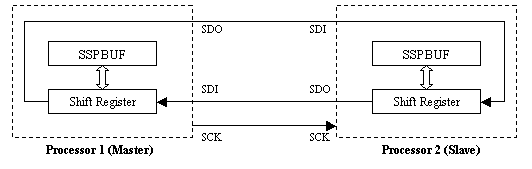 SDO SDI
SSPBUF SSPBUF
SDI SDO
Shift Register Shift Register
SCK SCK
Processor 1 (Master) Processor 2 (Slave)